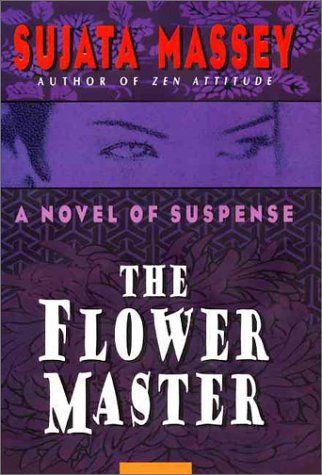 SUJATA MASSEY
AUTHOR OF ZEN ATTITUDE
A NOVEL OF SUSPENSE
THE
FLOWER
MASTER